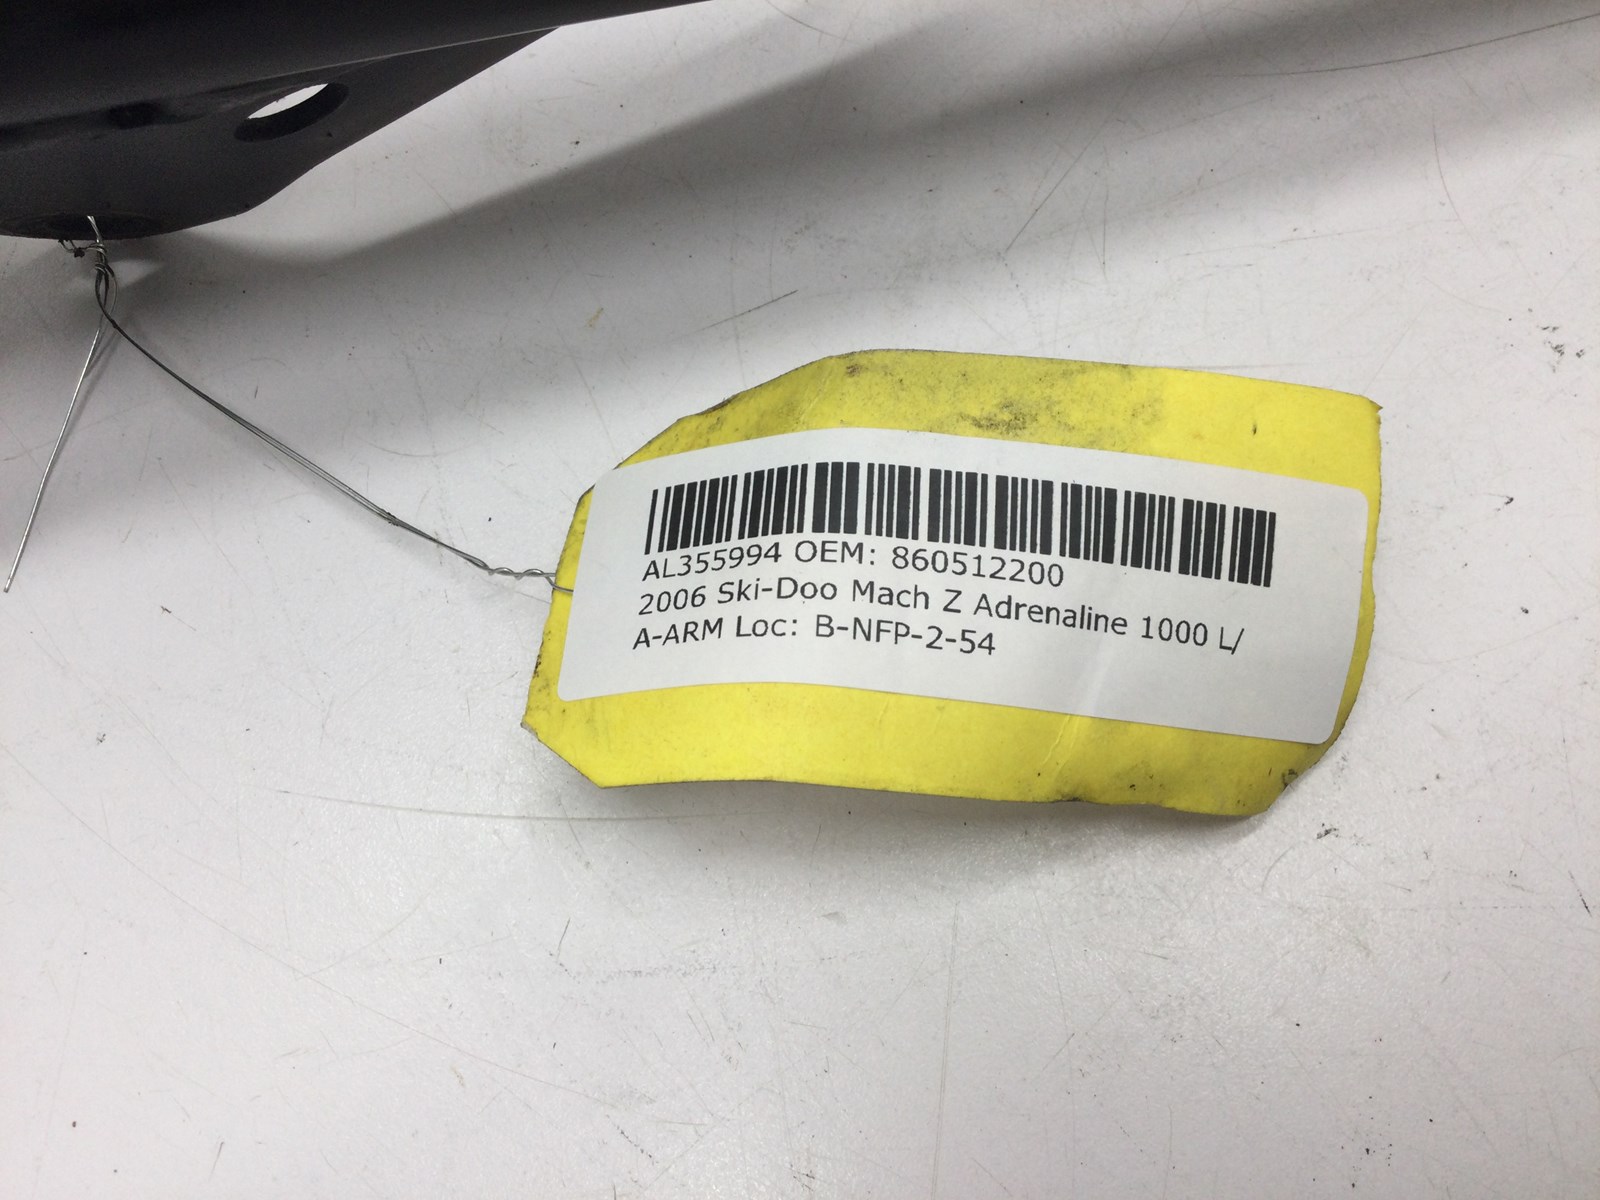 AL355994 OEM: 860512200
2006 Ski-Doo Mach Z Adrenaline 1000 L/
A-ARM Loc: B-NFP-2-54